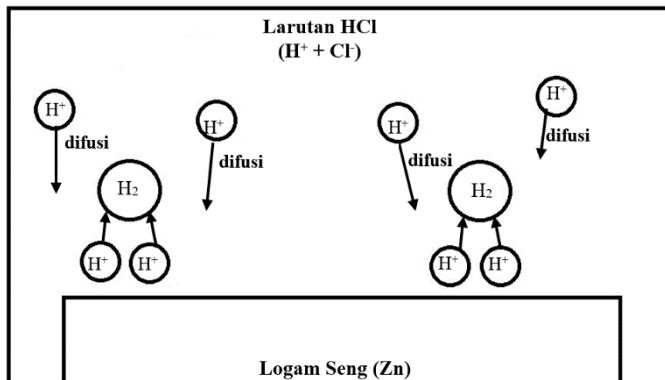 Larutan HCl
(H⁺ + Cl⁻)
H⁺
H⁺
H⁺
H⁺
difusi
difusi
difusi
difusi
H₂
H₂
H⁺
H⁺
H⁺
H⁺
Logam Seng (Zn)